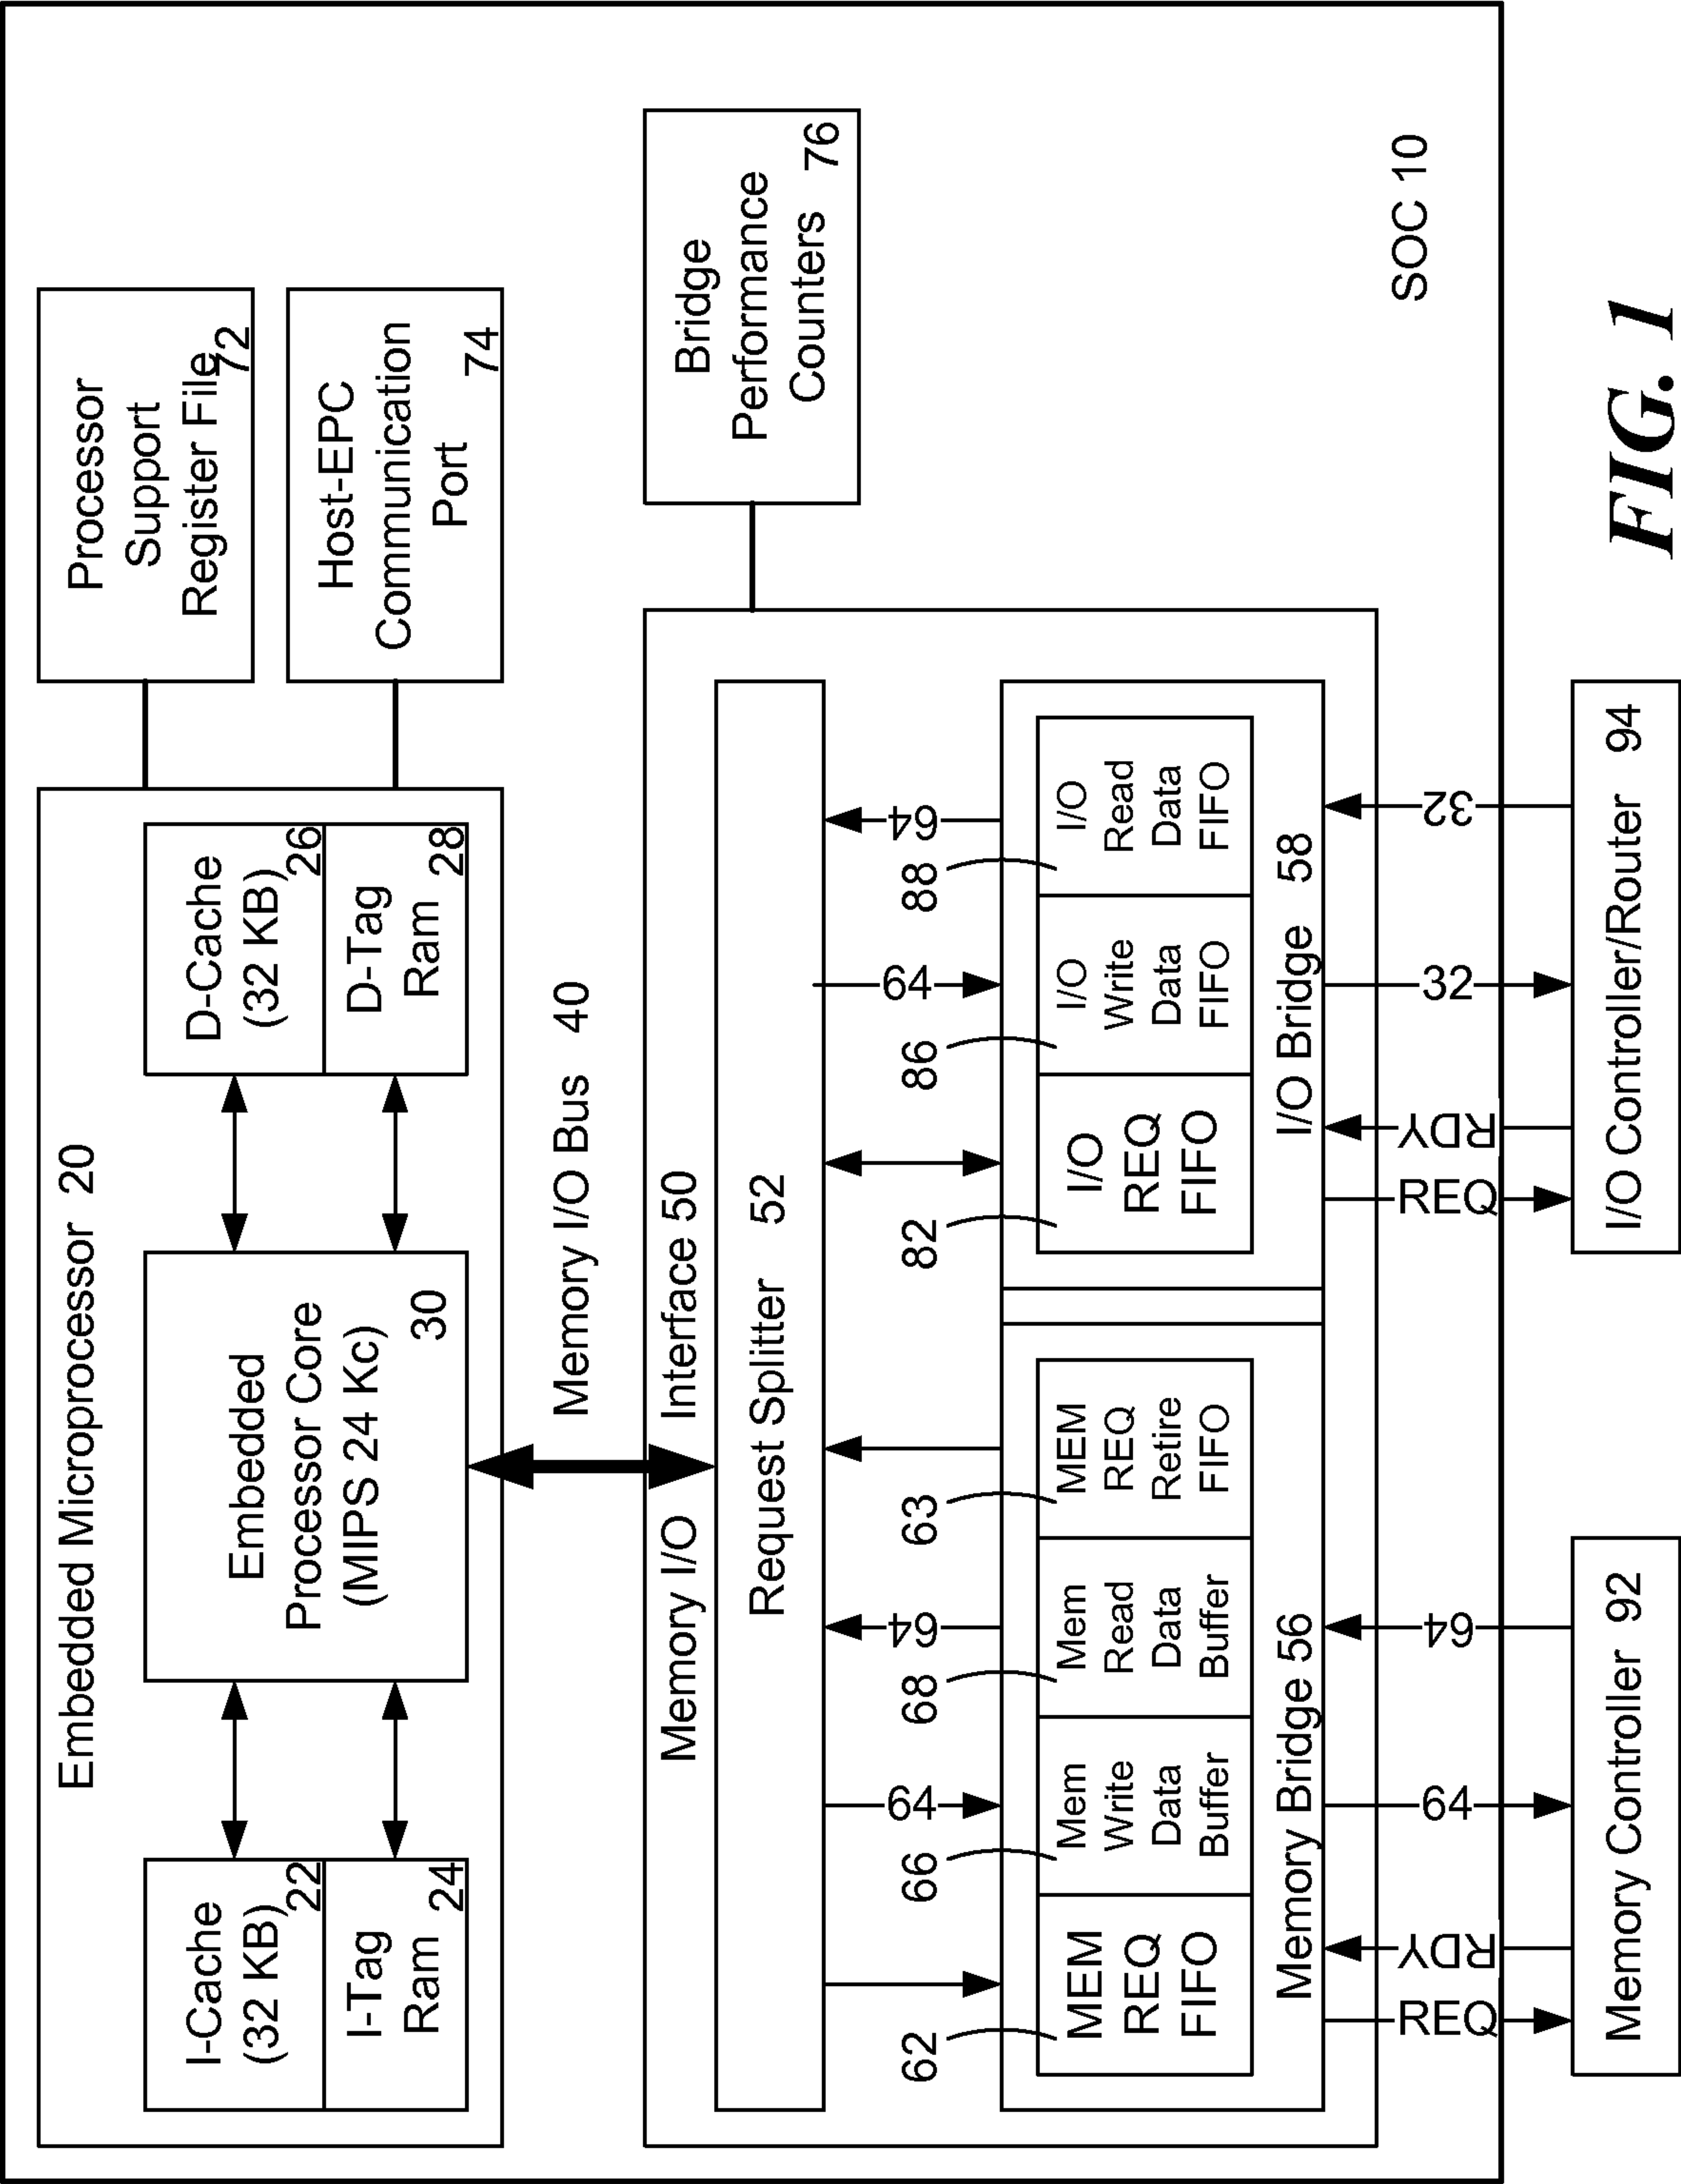 Embedded Microprocessor 20
I-Cache
(32 KB)
22
I-Tag
Ram
24
Embedded
Processor Core
(MIPS 24 Kc)
30
D-Cache
(32 KB)
26
D-Tag
Ram
28
Processor
Support
Register File
72
Host-EPC
Communication
Port
74
Memory I/O Bus 40
Memory I/O Interface 50
Request Splitter 52
Bridge
Performance
Counters 76
62
66
64
68
64
63
82
86
64
88
64
MEM
REQ
FIFO
Mem
Write
Data
Buffer
Mem
Read
Data
Buffer
MEM
REQ
Retire
FIFO
Memory Bridge 56
I/O
REQ
FIFO
I/O
Write
Data
FIFO
I/O
Read
Data
FIFO
I/O Bridge 58
SOC 10
REQ
RDY
64
64
REQ
RDY
32
32
Memory Controller 92
I/O Controller/Router 94
FIG. 1